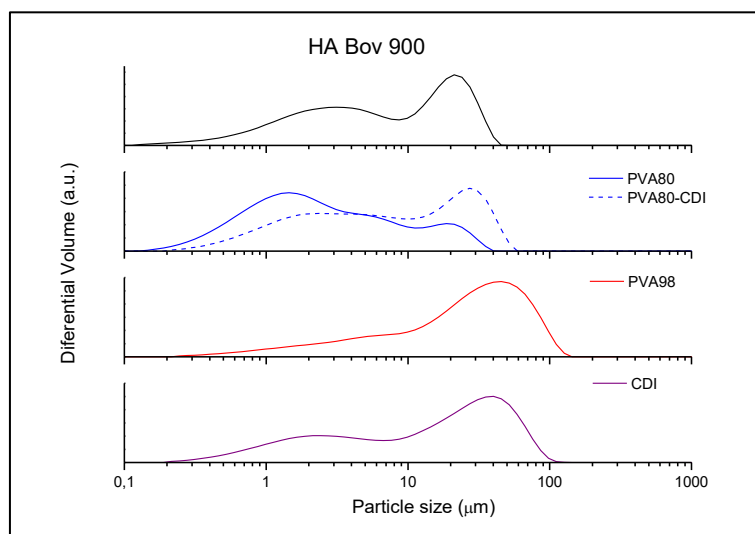 HA Bov 900
PVA80
PVA80-CDI
PVA98
CDI
Diferential Volume (a.u.)
0,1 1 10 100 1000
Particle size (μm)